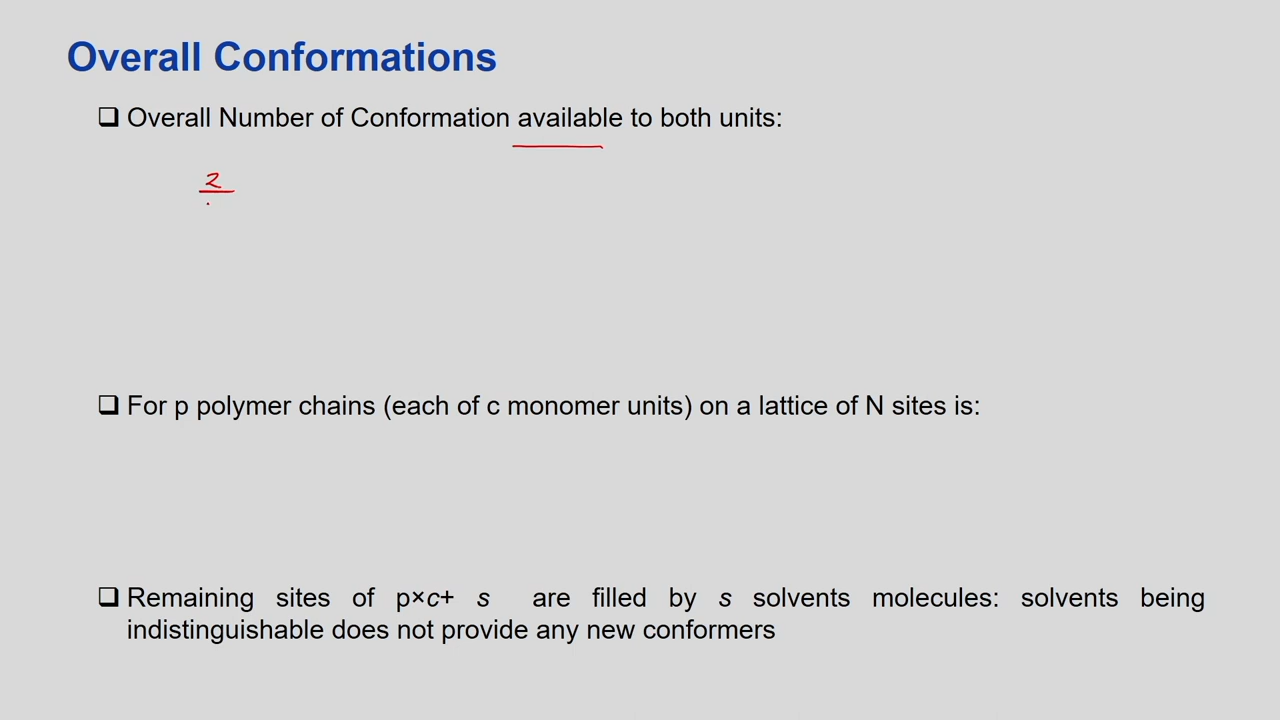 Overall Conformations
❑ Overall Number of Conformation available to both units:
2
❑ For p polymer chains (each of c monomer units) on a lattice of N sites is:
❑ Remaining sites of p×c+ s are filled by s solvents molecules: solvents being
indistinguishable does not provide any new conformers